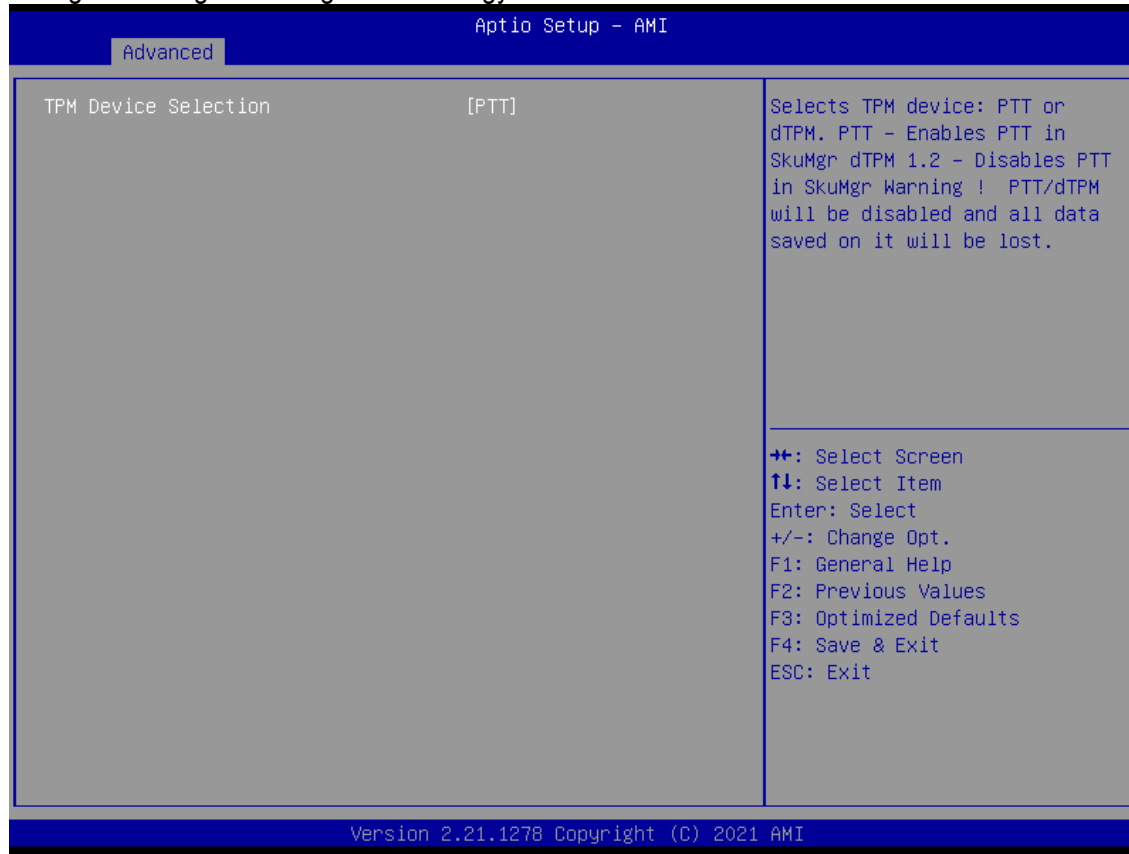 Aptio Setup - AMI
Advanced
TPM Device Selection [PTT]
Selects TPM device: PTT or
dTPM. PTT - Enables PTT in
SkuMgr dTPM 1.2 - Disables PTT
in SkuMgr Warning ! PTT/dTPM
will be disabled and all data
saved on it will be lost.
→←: Select Screen
↑↓: Select Item
Enter: Select
+/-: Change Opt.
F1: General Help
F2: Previous Values
F3: Optimized Defaults
F4: Save & Exit
ESC: Exit
Version 2.21.1278 Copyright (C) 2021 AMI